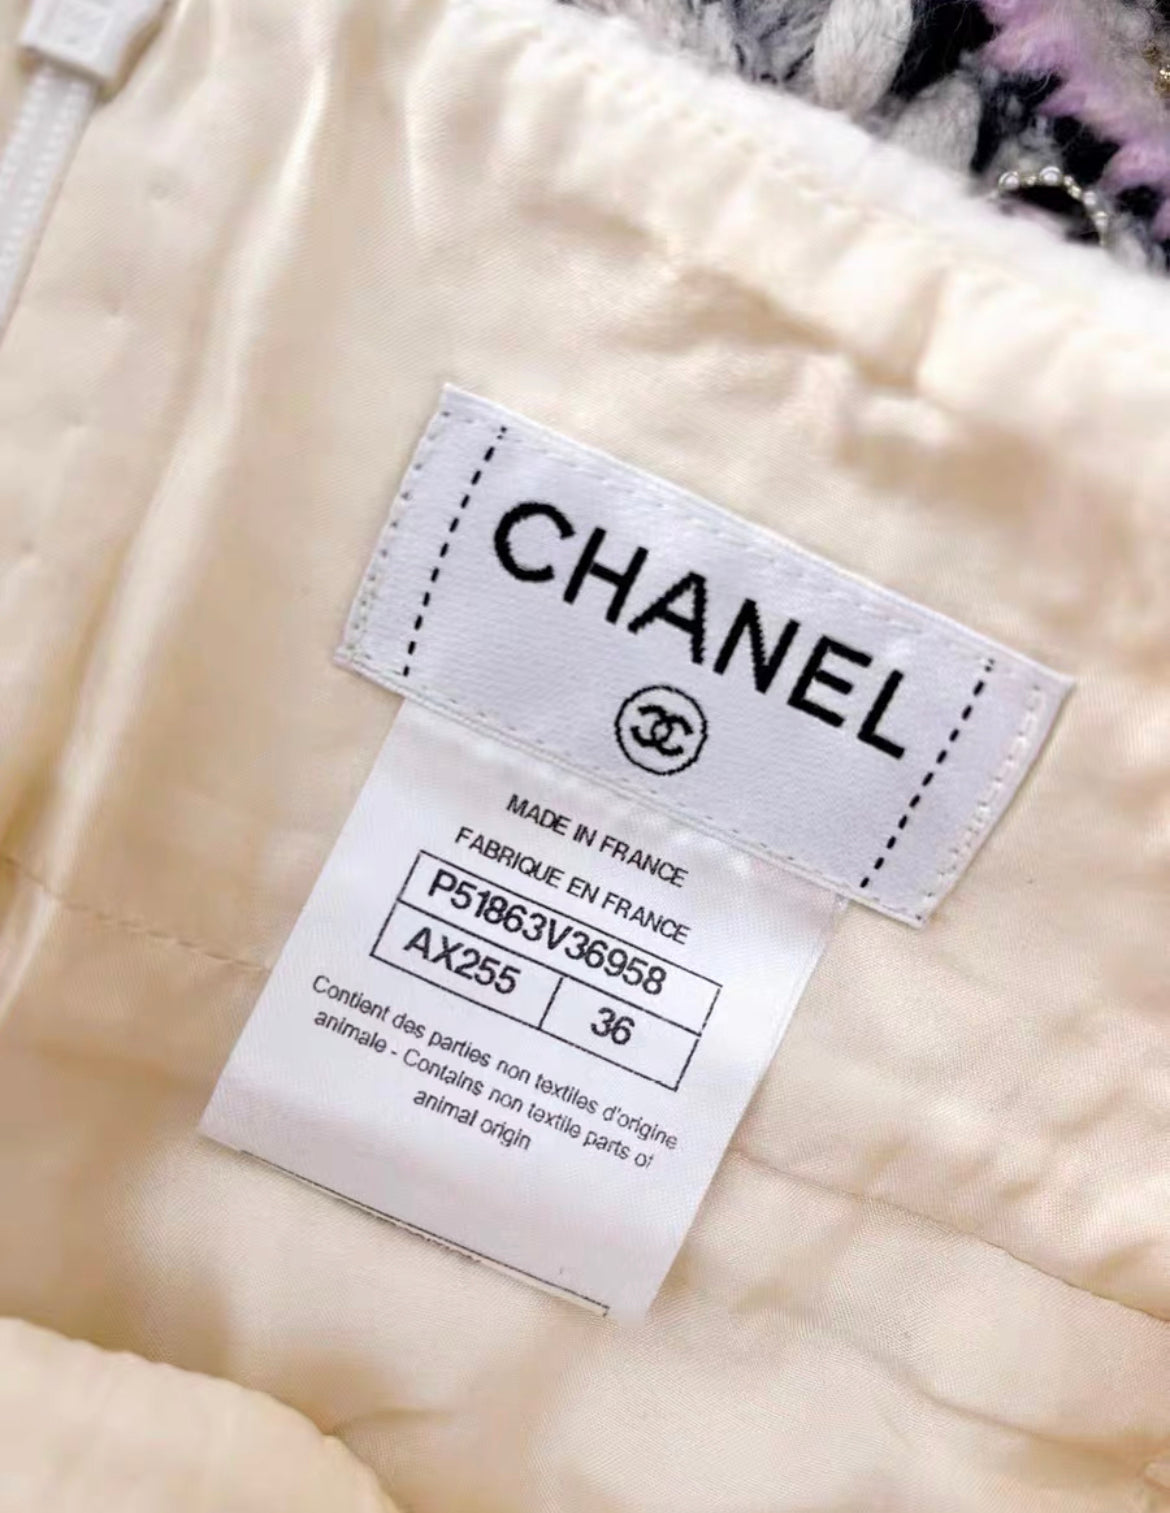 CHANEL
MADE IN FRANCE
FABRIQUE EN FRANCE
P51863V36958
AX255 36
Contient des parties non textiles d'origine
animale - Contains non textile parts of
animal origin